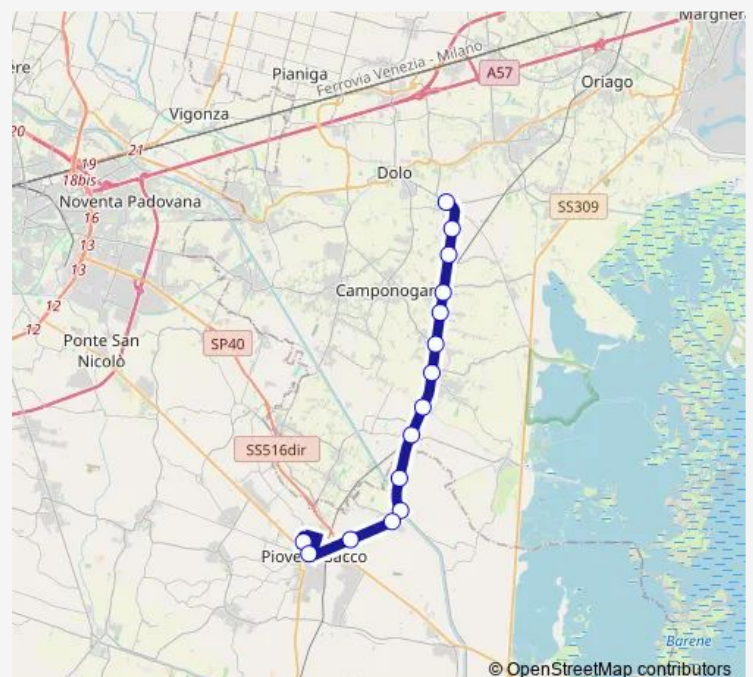 Margher
ere
Pianiga
Ferrovia Venezia - Milano
A57
Oriago
Vigonza
20
21
19
18bis
Dolo
Noventa Padovana
16
SS309
13
13
Camponogar
12
12
Ponte San
Nicolò
SP40
SS516dir
Piove Sacco
Barene
© OpenStreetMap contributors